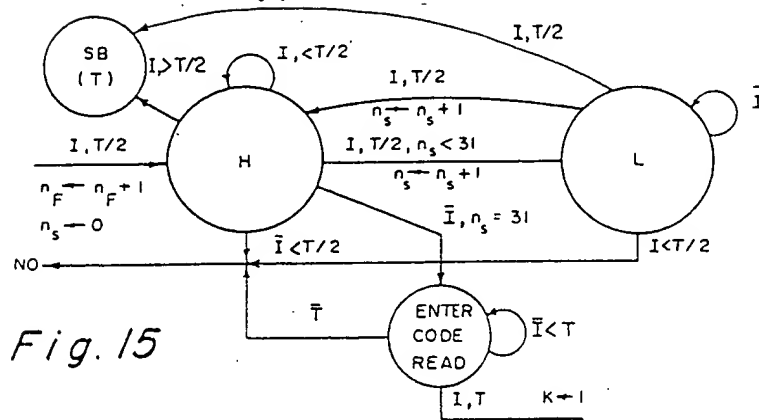 I, T/2
SB
(T)
I, >T/2
I, <T/2
I, T/2
Ī
n_s ← n_s + 1
I, T/2
H
I, T/2, n_s < 31
L
n_F ← n_F + 1
n_s ← n_s + 1
n_s ← 0
Ī, n_s = 31
Ī < T/2
I < T/2
NO
T̄
ENTER
CODE
READ
Ī < T
Fig. 15
I, T
K ← 1